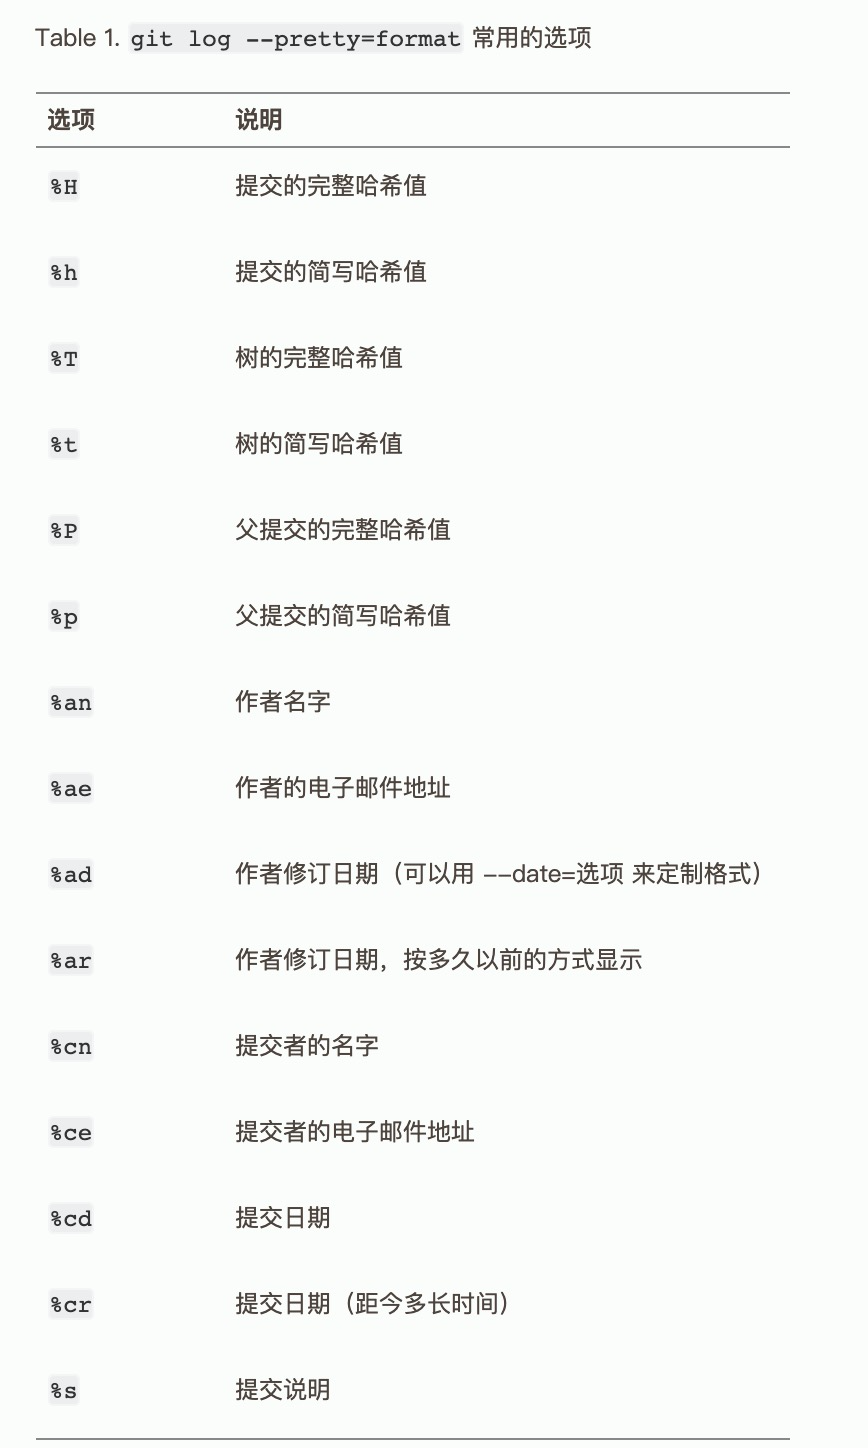 Table 1. git log --pretty=format 常用的选项
选项 说明
%H 提交的完整哈希值
%h 提交的简写哈希值
%T 树的完整哈希值
%t 树的简写哈希值
%P 父提交的完整哈希值
%p 父提交的简写哈希值
%an 作者名字
%ae 作者的电子邮件地址
%ad 作者修订日期（可以用 --date=选项 来定制格式）
%ar 作者修订日期，按多久以前的方式显示
%cn 提交者的名字
%ce 提交者的电子邮件地址
%cd 提交日期
%cr 提交日期（距今多长时间）
%s 提交说明